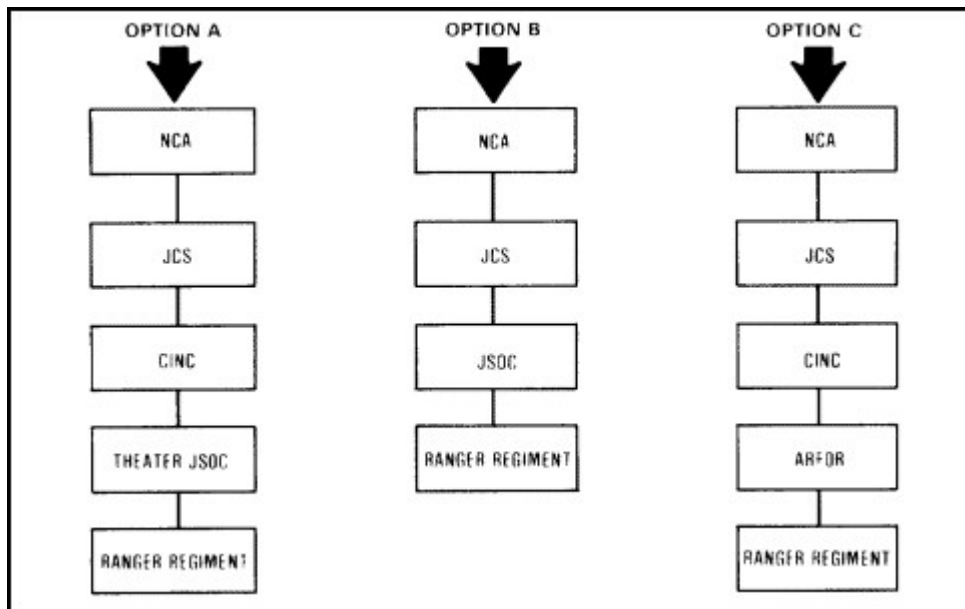 OPTION A
NCA
JCS
CINC
THEATER JSOC
RANGER REGIMENT
OPTION B
NCA
JCS
JSOC
RANGER REGIMENT
OPTION C
NCA
JCS
CINC
ARFOR
RANGER REGIMENT